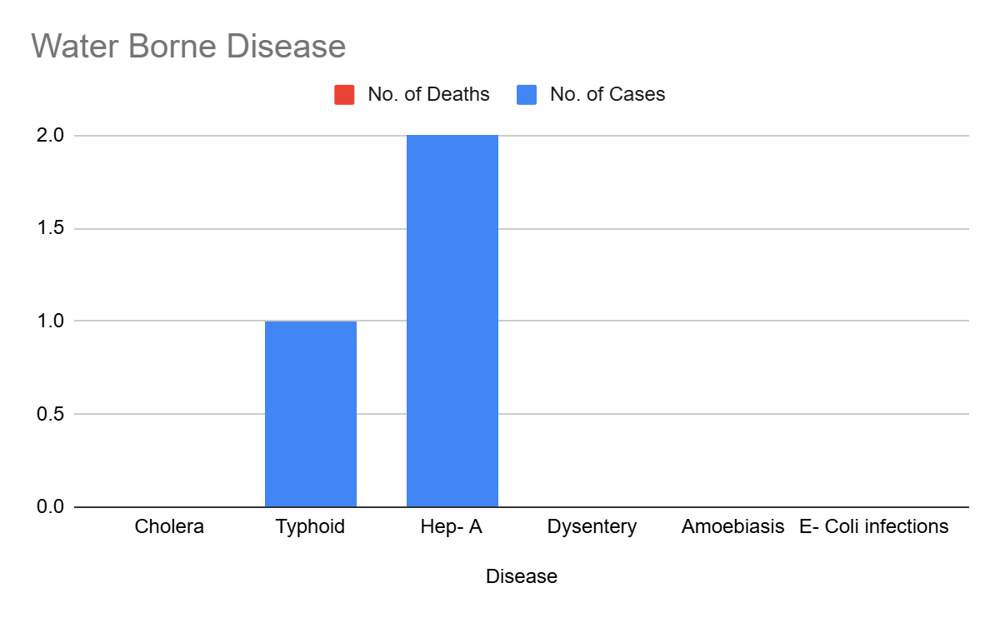 Water Borne Disease
No. of Deaths No. of Cases
2.0
1.5
1.0
0.5
0.0
Cholera Typhoid Hep- A Dysentery Amoebiasis E- Coli infections
Disease